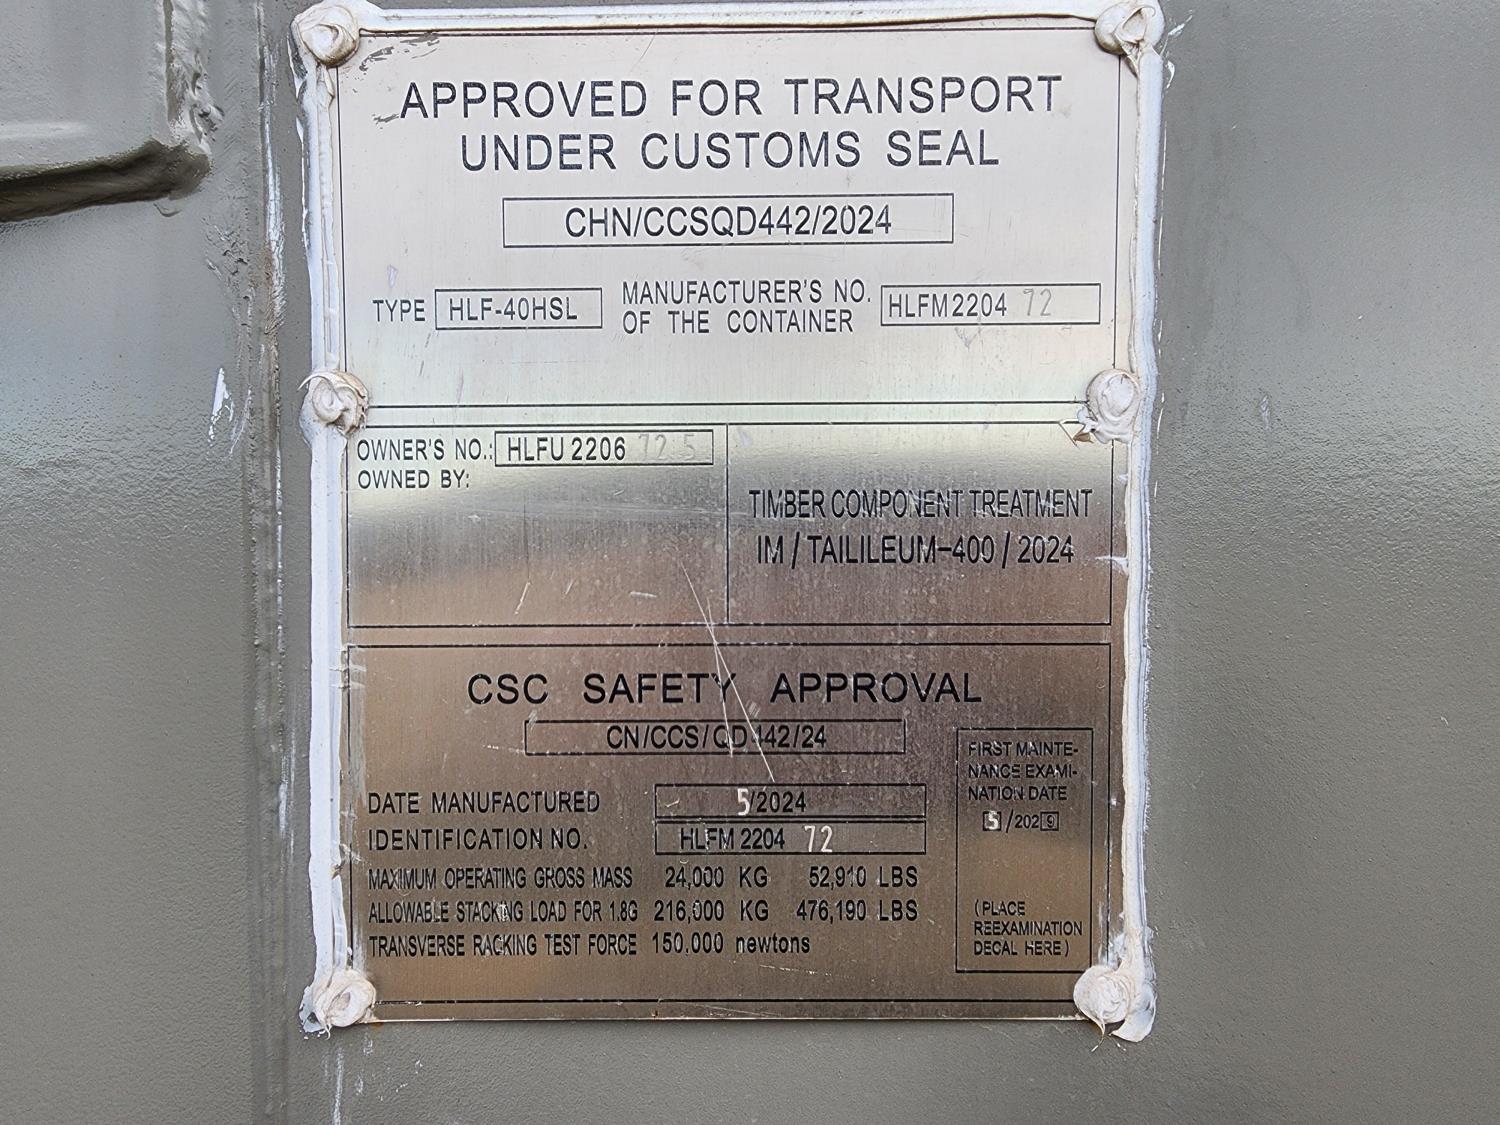 APPROVED FOR TRANSPORT
UNDER CUSTOMS SEAL
CHN/CCSQD442/2024
TYPE HLF-40HSL MANUFACTURER'S NO.
OF THE CONTAINER HLFM2204 72
OWNER'S NO.: HLFU 2206 72 5
OWNED BY:
TIMBER COMPONENT TREATMENT
IM / TAILILEUM-400 / 2024
CSC SAFETY APPROVAL
CN/CCS/QD442/24
DATE MANUFACTURED 5/2024
IDENTIFICATION NO. HLFM 2204 72
MAXIMUM OPERATING GROSS MASS 24,000 KG 52,910 LBS
ALLOWABLE STACKING LOAD FOR 1.8G 216,000 KG 476,190 LBS
TRANSVERSE RACKING TEST FORCE 150,000 newtons
FIRST MAINTE-
NANCE EXAMI-
NATION DATE
5/2029
(PLACE
REEXAMINATION
DECAL HERE)